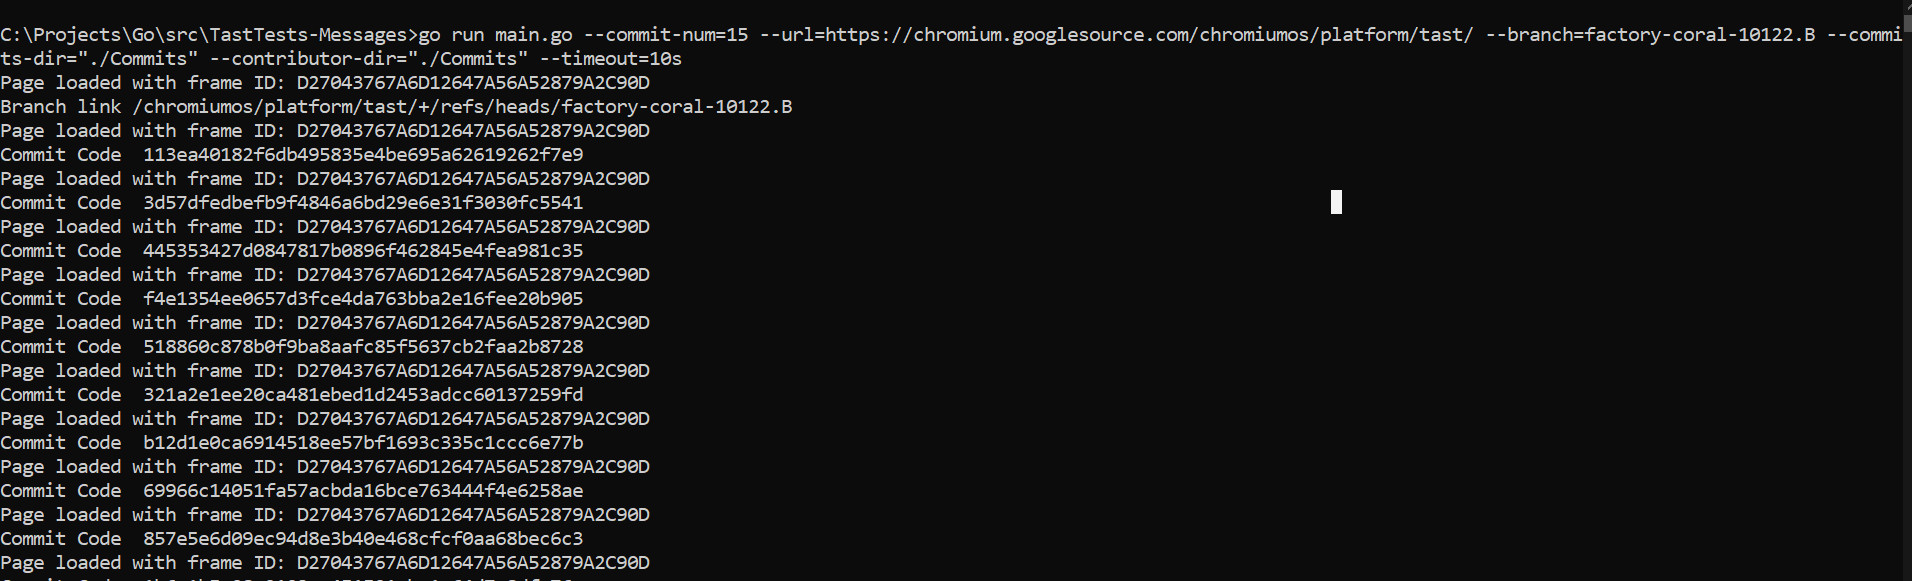 C:\Projects\Go\src\TastTests-Messages>go run main.go --commit-num=15 --url=https://chromium.googlesource.com/chromiumos/platform/tast/ --branch=factory-coral-10122.B --commi
ts-dir="./Commits" --contributor-dir="./Commits" --timeout=10s
Page loaded with frame ID: D27043767A6D12647A56A52879A2C90D
Branch link /chromiumos/platform/tast/+/refs/heads/factory-coral-10122.B
Page loaded with frame ID: D27043767A6D12647A56A52879A2C90D
Commit Code  113ea40182f6db495835e4be695a62619262f7e9
Page loaded with frame ID: D27043767A6D12647A56A52879A2C90D
Commit Code  3d57dfedbefb9f4846a6bd29e6e31f3030fc5541
Page loaded with frame ID: D27043767A6D12647A56A52879A2C90D
Commit Code  445353427d0847817b0896f462845e4fea981c35
Page loaded with frame ID: D27043767A6D12647A56A52879A2C90D
Commit Code  f4e1354ee0657d3fce4da763bba2e16fee20b905
Page loaded with frame ID: D27043767A6D12647A56A52879A2C90D
Commit Code  518860c878b0f9ba8aafc85f5637cb2faa2b8728
Page loaded with frame ID: D27043767A6D12647A56A52879A2C90D
Commit Code  321a2e1ee20ca481ebed1d2453adcc60137259fd
Page loaded with frame ID: D27043767A6D12647A56A52879A2C90D
Commit Code  b12d1e0ca6914518ee57bf1693c335c1ccc6e77b
Page loaded with frame ID: D27043767A6D12647A56A52879A2C90D
Commit Code  69966c14051fa57acbda16bce763444f4e6258ae
Page loaded with frame ID: D27043767A6D12647A56A52879A2C90D
Commit Code  857e5e6d09ec94d8e3b40e468cfcf0aa68bec6c3
Page loaded with frame ID: D27043767A6D12647A56A52879A2C90D